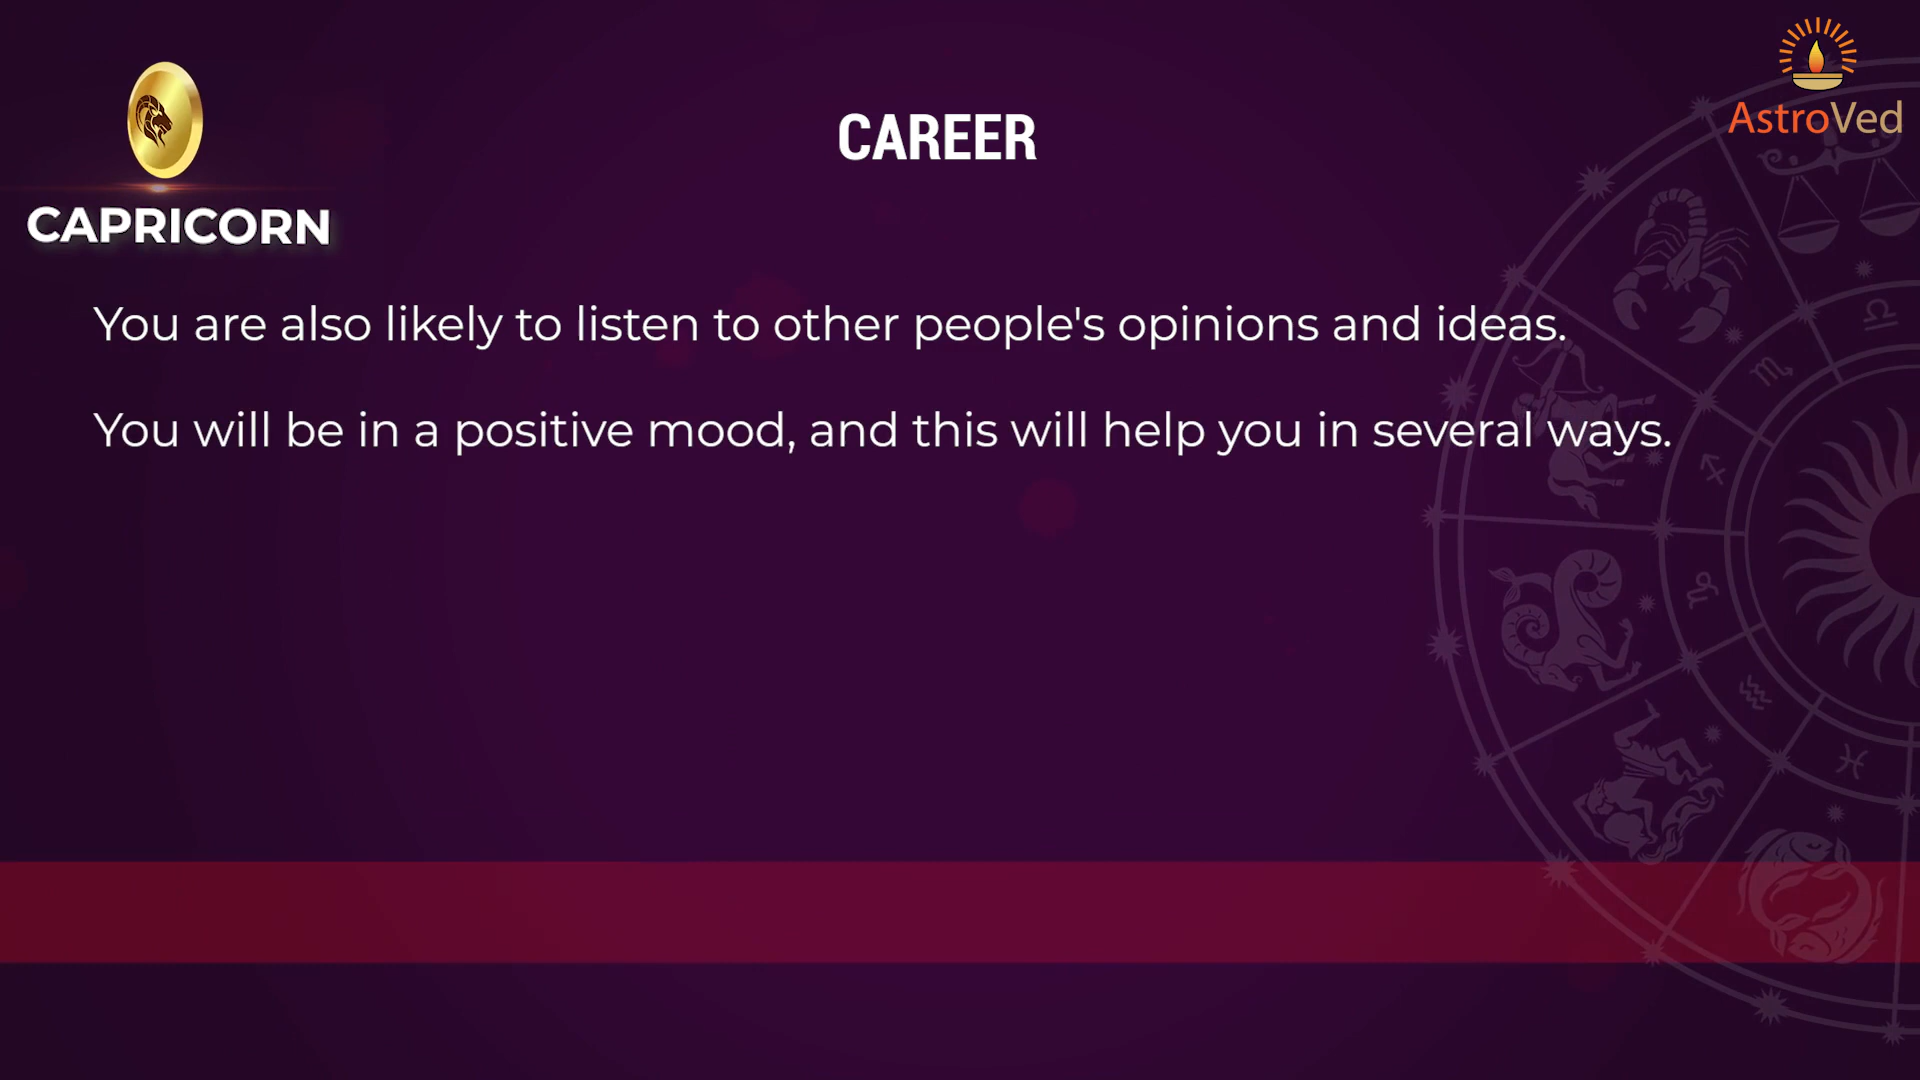 AstroVed
CAREER
CAPRICORN
You are also likely to listen to other people's opinions and ideas.
You will be in a positive mood, and this will help you in several ways.